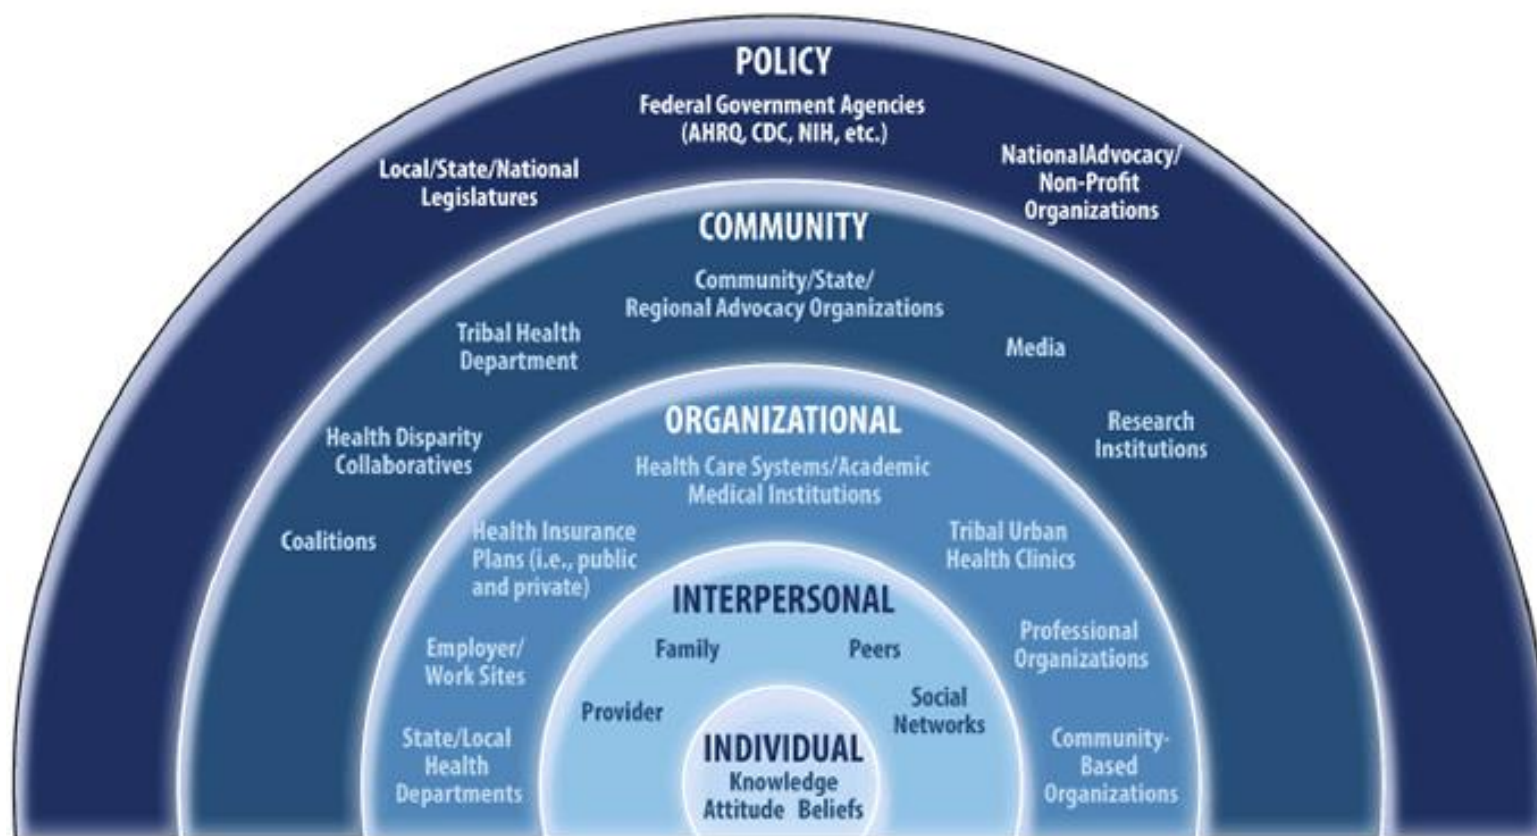 POLICY
Federal Government Agencies
(AHRQ, CDC, NIH, etc.)
Local/State/National
Legislatures
NationalAdvocacy/
Non-Profit
Organizations
COMMUNITY
Community/State/
Regional Advocacy Organizations
Tribal Health
Department
Media
Health Disparity
Collaboratives
Research
Institutions
Coalitions
ORGANIZATIONAL
Health Care Systems/Academic
Medical Institutions
Health Insurance
Plans (i.e., public
and private)
Tribal Urban
Health Clinics
Employer/
Work Sites
Professional
Organizations
State/Local
Health
Departments
Community-
Based
Organizations
INTERPERSONAL
Family
Peers
Provider
Social
Networks
INDIVIDUAL
Knowledge
Attitude Beliefs